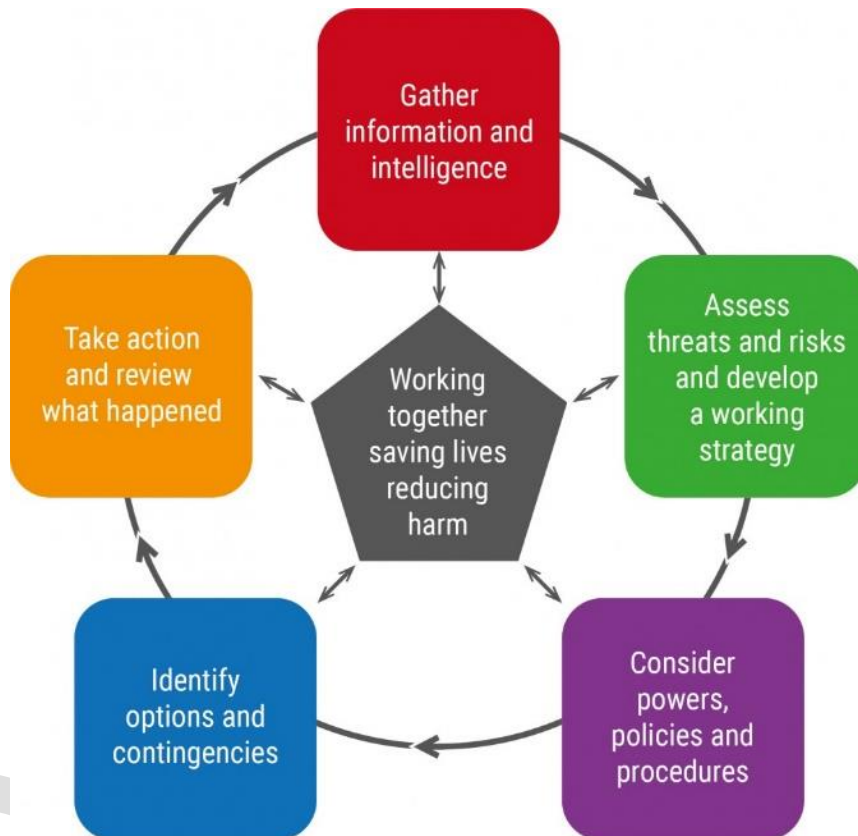 Gather
information and
intelligence
Assess
threats and risks
and develop
a working
strategy
Consider
powers,
policies and
procedures
Identify
options and
contingencies
Take action
and review
what happened
Working
together
saving lives
reducing
harm